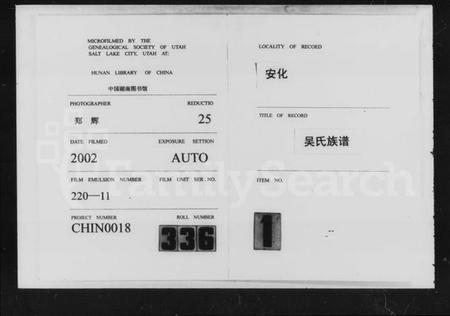 MICROFILMED BY THE
GENEALOGICAL SOCIETY OF UTAH
SALT LAKE CITY, UTAH AT:
HUNAN LIBRARY OF CHINA
中国湖南图书馆
PHOTOGRAPHER REDUCTIO
郑 辉 25
DATE FILMED EXPOSURE SETTION
2002 AUTO
FILM EMULSION NUMBER FILM UNIT SER. NO.
220—11
PROJECT NUMBER ROLL NUMBER
CHIN0018 336
LOCALITY OF RECORD
安化
TITLE OF RECORD
吴氏族谱
ITEM NO.
1
FamilySearch